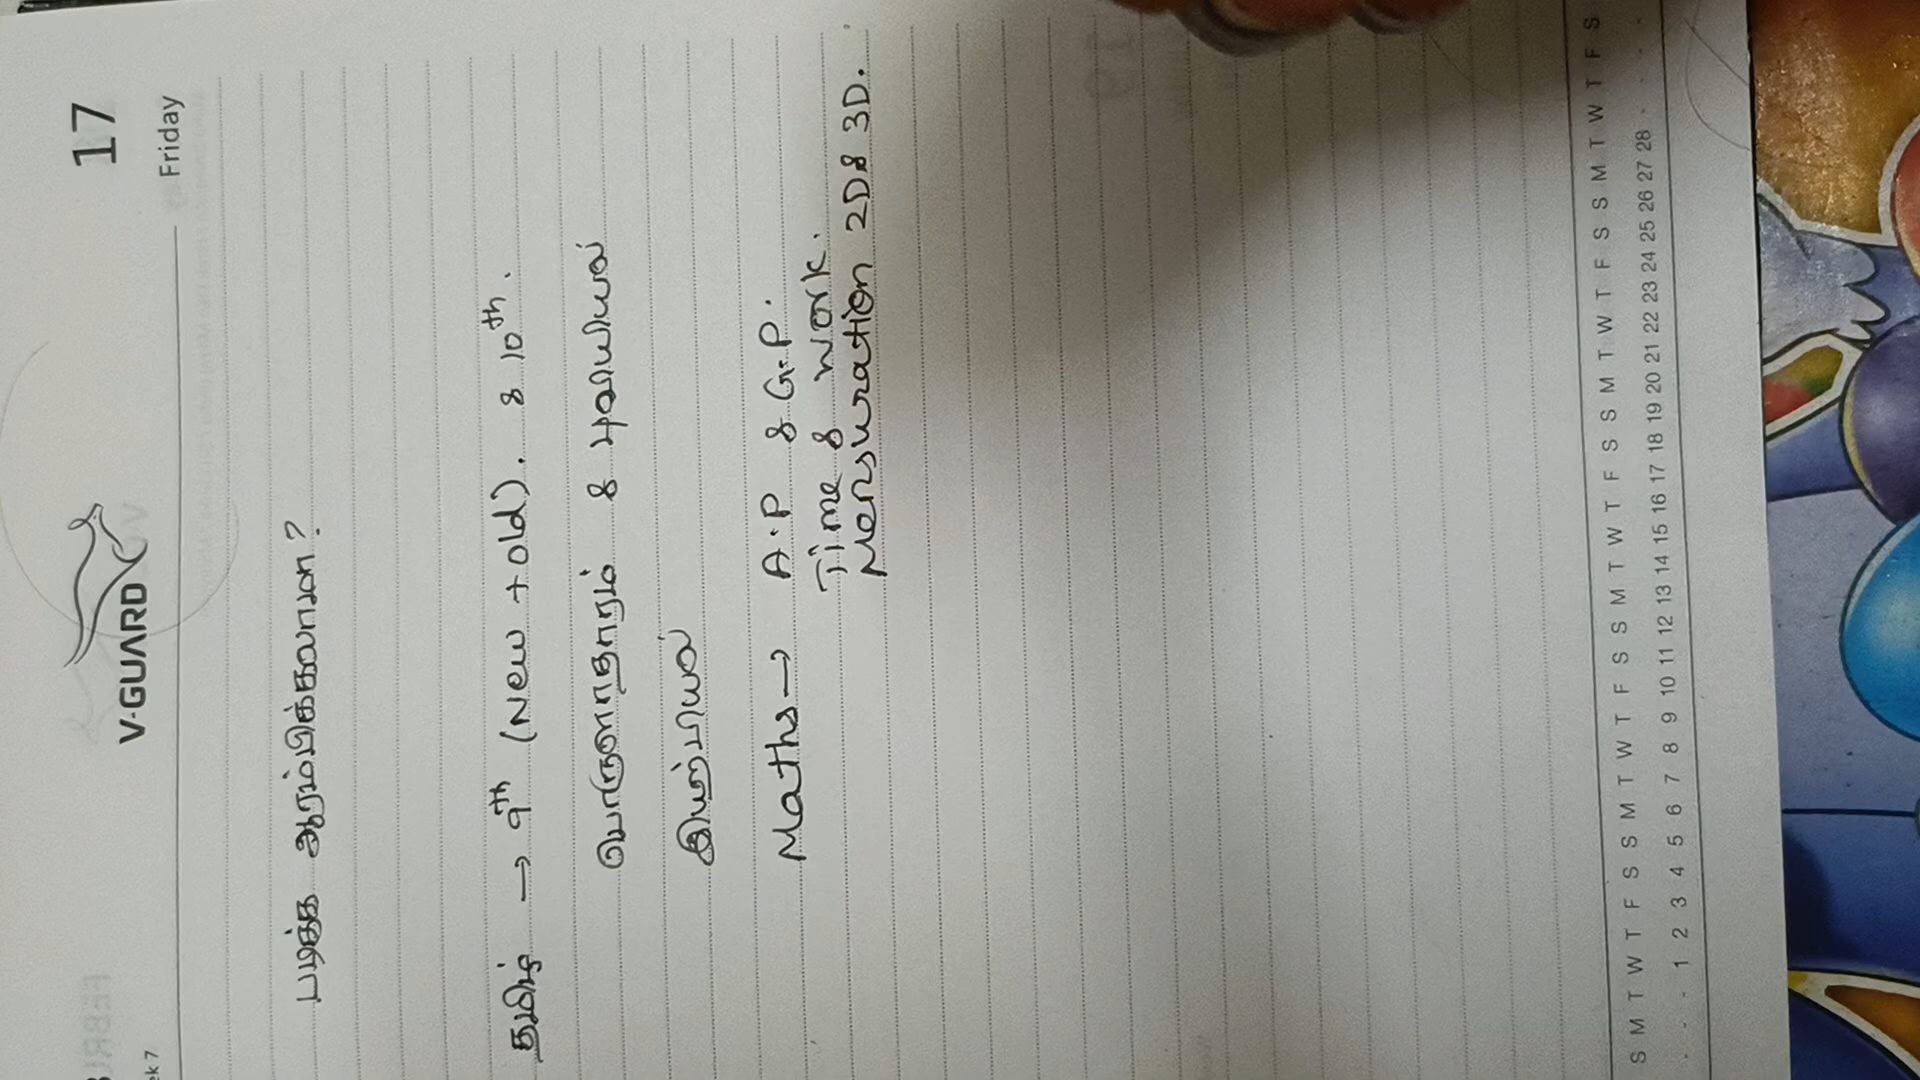 17
Friday
V-GUARD
ek 7
படிக்க ஆரம்பிக்கலாமா?
தமிழ் → 9th (New + old). & 10th.
பொருளாதாரம் & புவியியல்
இயற்பியல்
Maths → A.P & G.P.
Time & work.
Mensuration 2D & 3D.
S M T W T F S S M T W T F S S M T W T F S S M T W T F S S M T W T F S
- - - 1 2 3 4 5 6 7 8 9 10 11 12 13 14 15 16 17 18 19 20 21 22 23 24 25 26 27 28 - - - -